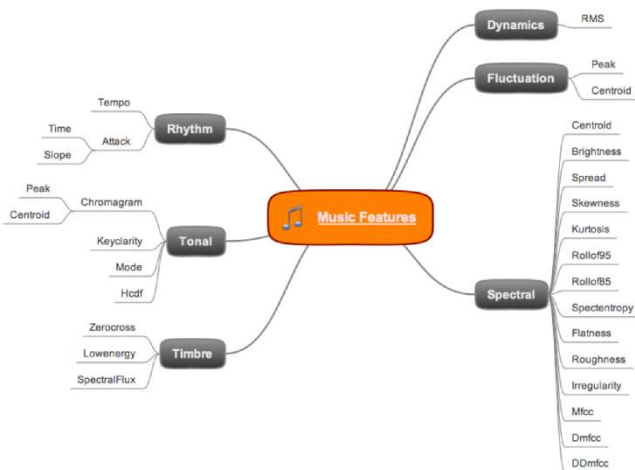 Music Features
Dynamics
RMS
Fluctuation
Peak
Centroid
Spectral
Centroid
Brightness
Spread
Skewness
Kurtosis
Rollof95
Rollof85
Spectentropy
Flatness
Roughness
Irregularity
Mfcc
Dmfcc
DDmfcc
Rhythm
Tempo
Attack
Time
Slope
Tonal
Chromagram
Peak
Centroid
Keyclarity
Mode
Hcdf
Timbre
Zerocross
Lowenergy
SpectralFlux